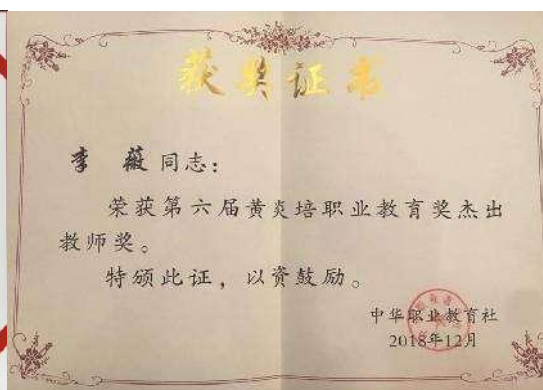 获奖证书
李 薇同志：
荣获第六届黄炎培职业教育奖杰出
教师奖。
特颁此证，以资鼓励。
中华职业教育社
2018年12月